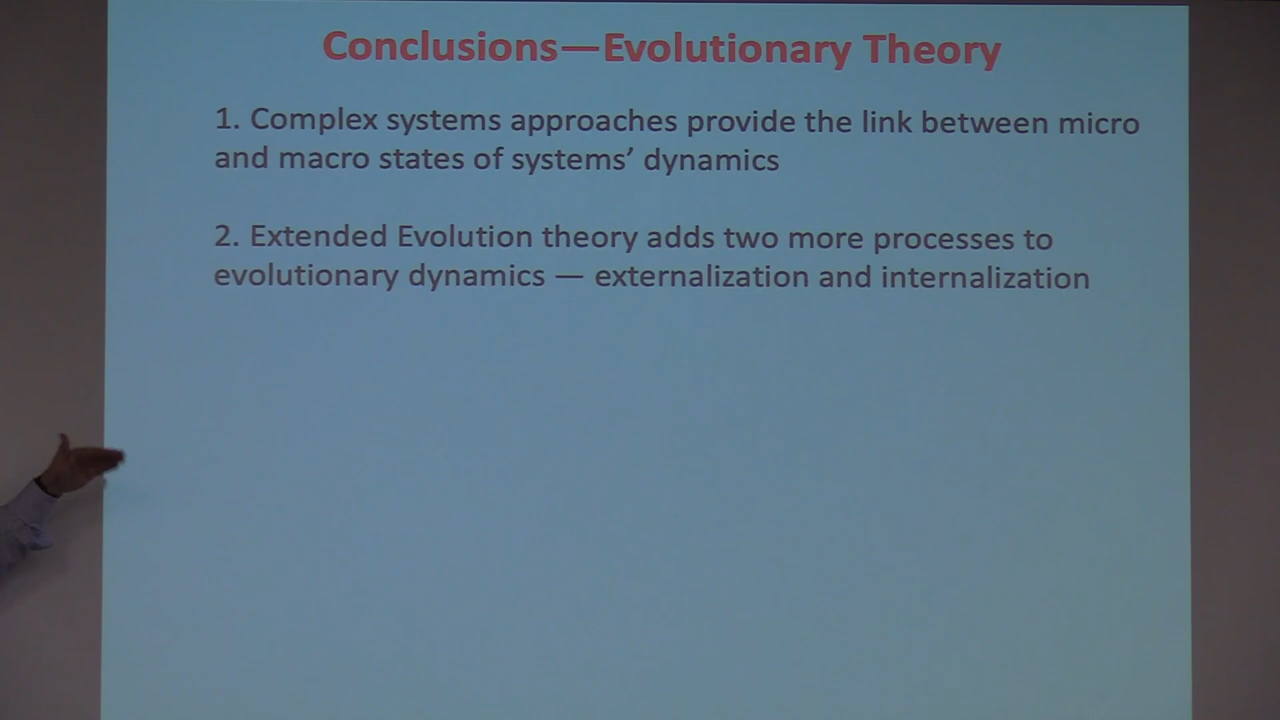 Conclusions—Evolutionary Theory
1. Complex systems approaches provide the link between micro
and macro states of systems’ dynamics
2. Extended Evolution theory adds two more processes to
evolutionary dynamics — externalization and internalization